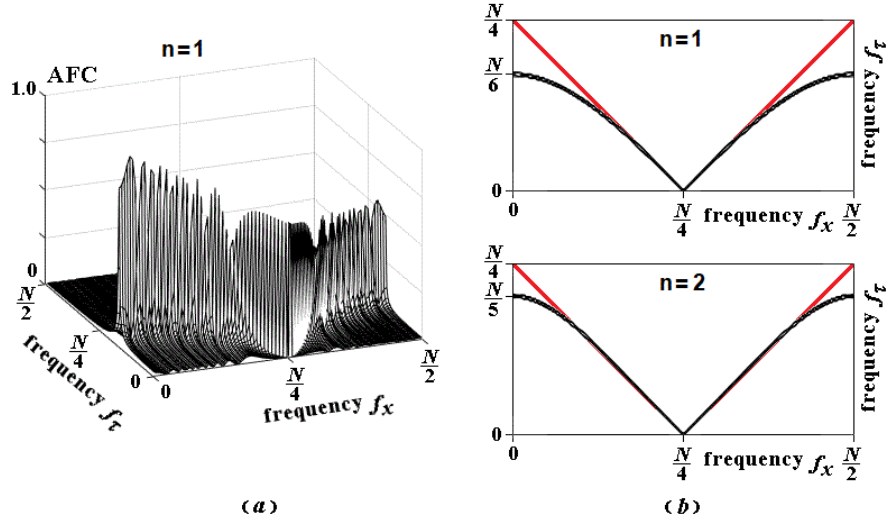 n=1
AFC
1.0
0
N/2
N/4
0
frequency fτ
0
N/4
N/2
frequency fx
(a)
n=1
N/4
N/6
0
frequency fτ
0
N/4
frequency fx
N/2
n=2
N/4
N/5
0
frequency fτ
0
N/4
frequency fx
N/2
(b)